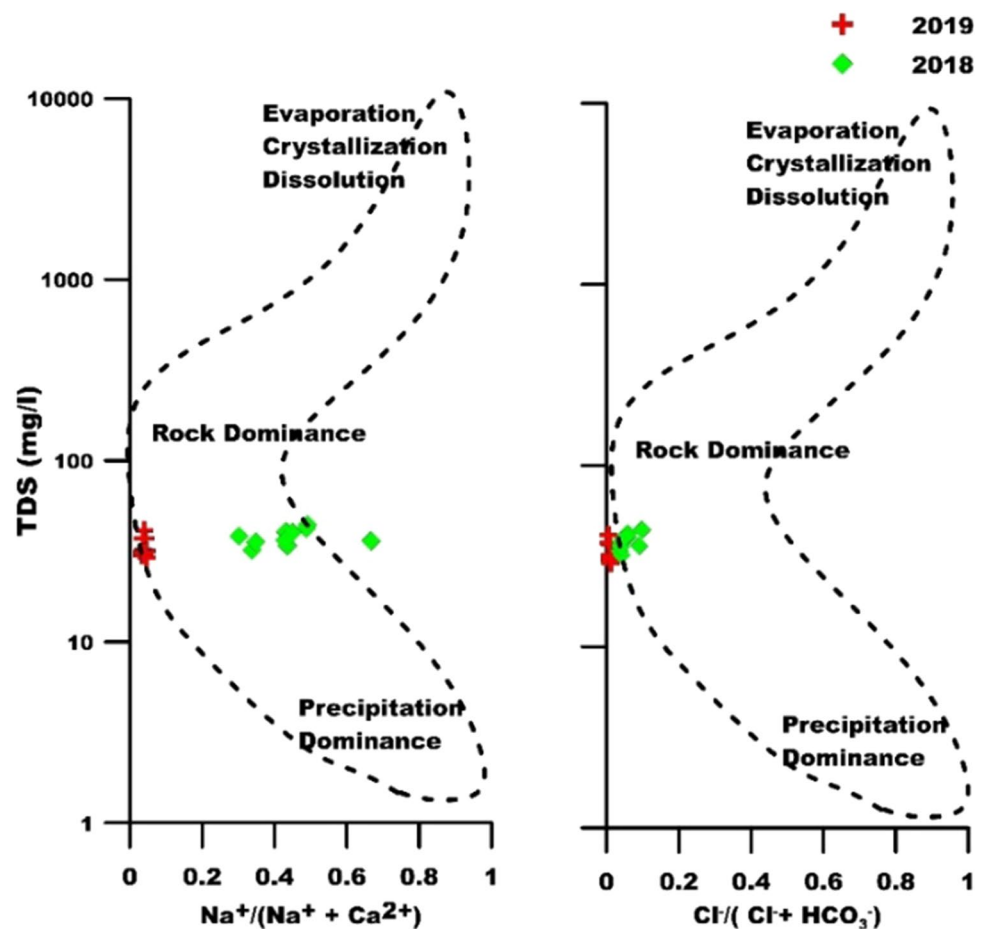 2019
2018
10000
1000
100
10
1
TDS (mg/l)
Evaporation
Crystallization
Dissolution
Rock Dominance
Precipitation
Dominance
0 0.2 0.4 0.6 0.8 1
Na⁺/(Na⁺ + Ca²⁺)
Evaporation
Crystallization
Dissolution
Rock Dominance
Precipitation
Dominance
0 0.2 0.4 0.6 0.8 1
Cl⁻/( Cl⁻+ HCO₃⁻)